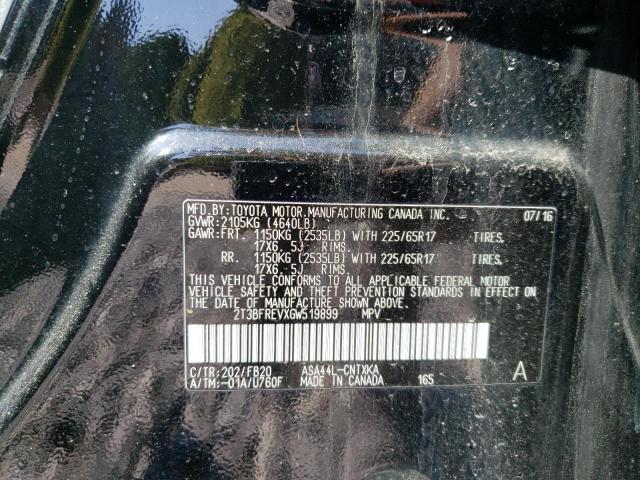 MFD.BY:TOYOTA MOTOR.MANUFACTURING CANADA INC. 07/16
GVWR:2105KG (4640LB)
GAWR:FRT. 1150KG (2535LB) WITH 225/65R17 TIRES.
17X6.5J RIMS.
RR. 1150KG (2535LB) WITH 225/65R17 TIRES.
17X6.5J RIMS.
THIS VEHICLE CONFORMS TO ALL APPLICABLE FEDERAL MOTOR
VEHICLE SAFETY AND THEFT PREVENTION STANDARDS IN EFFECT
ON THE DATE OF MANUFACTURE SHOWN ABOVE.
2T3BFREVXGW519899 MPV
C/TR:202/FB20 ASA44L-CNTXKA A
A/TM:-01A/U760F MADE IN CANADA 165